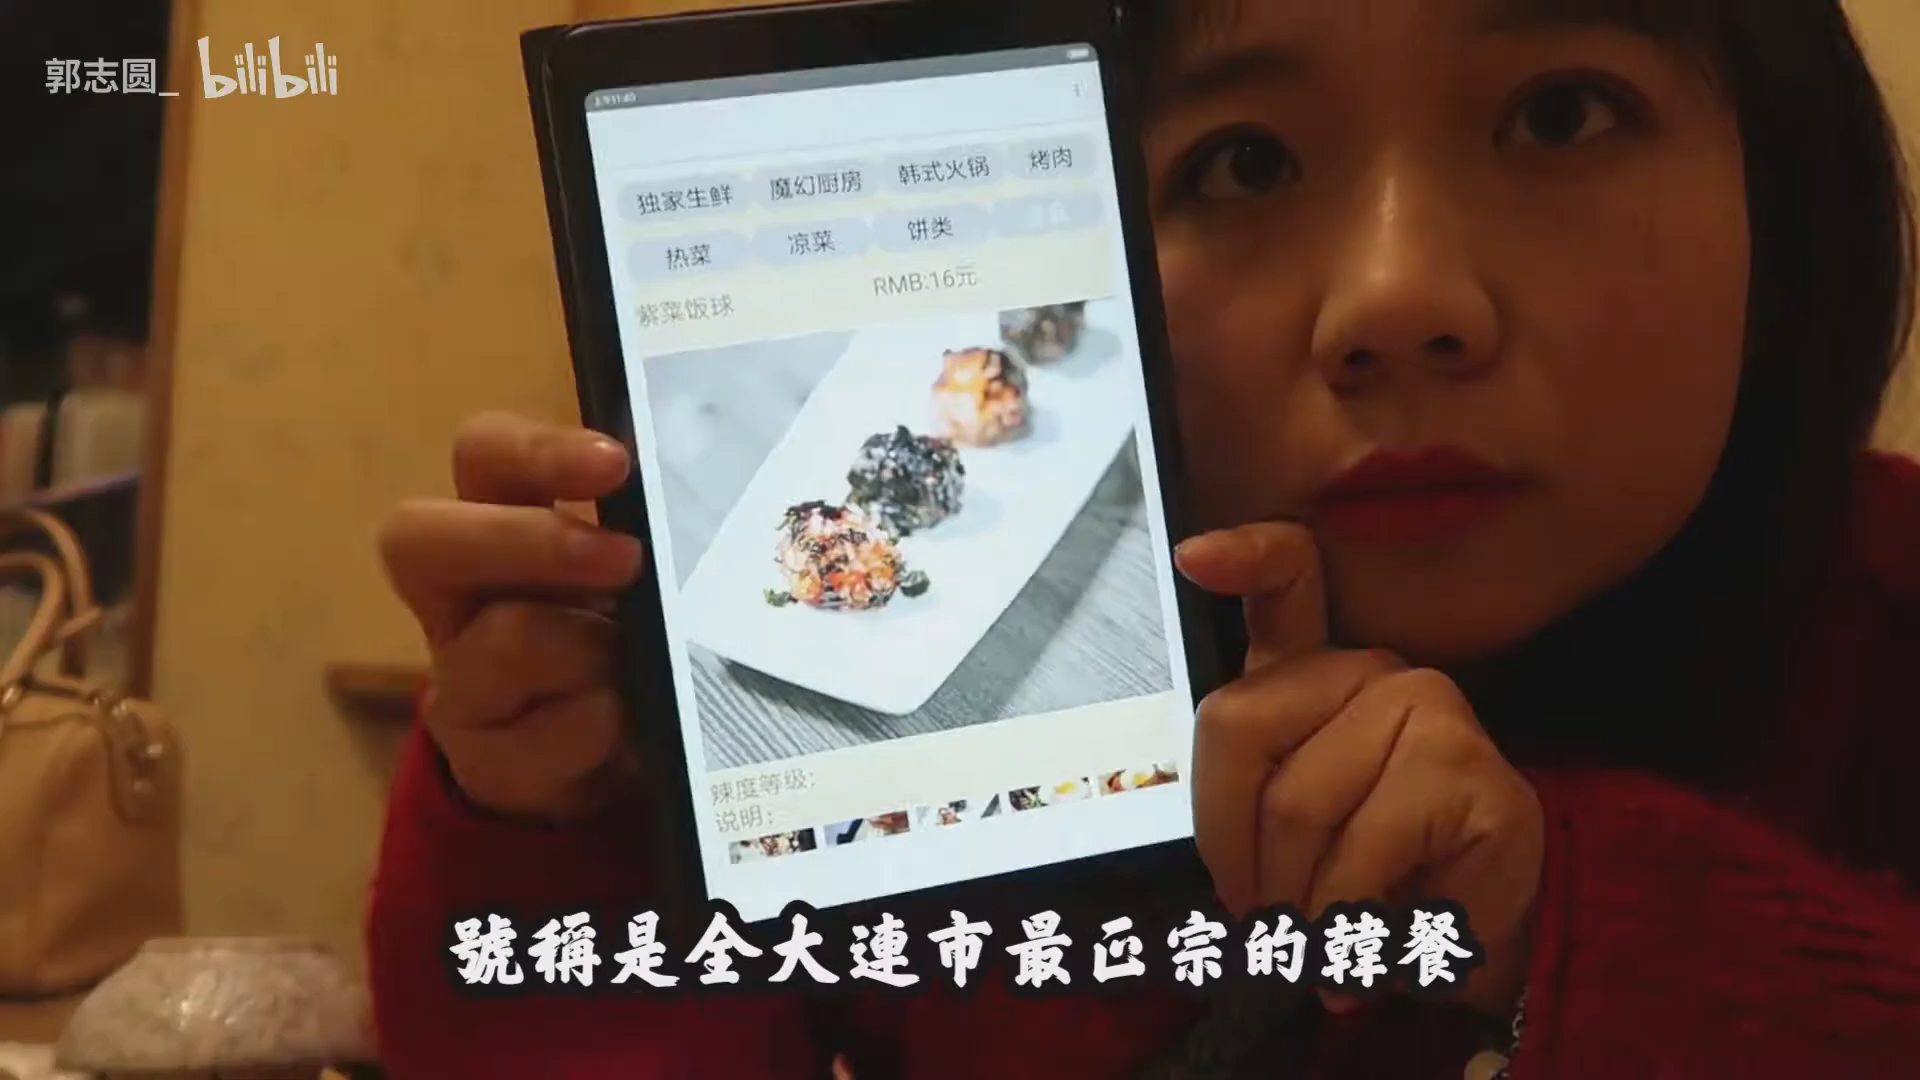 郭志圆_ bilibili
独家生鲜 魔幻厨房 韩式火锅 烤肉
热菜 凉菜 饼类
紫菜饭球 RMB:16元
辣度等级:
说明:
號稱是全大連市最正宗的韓餐